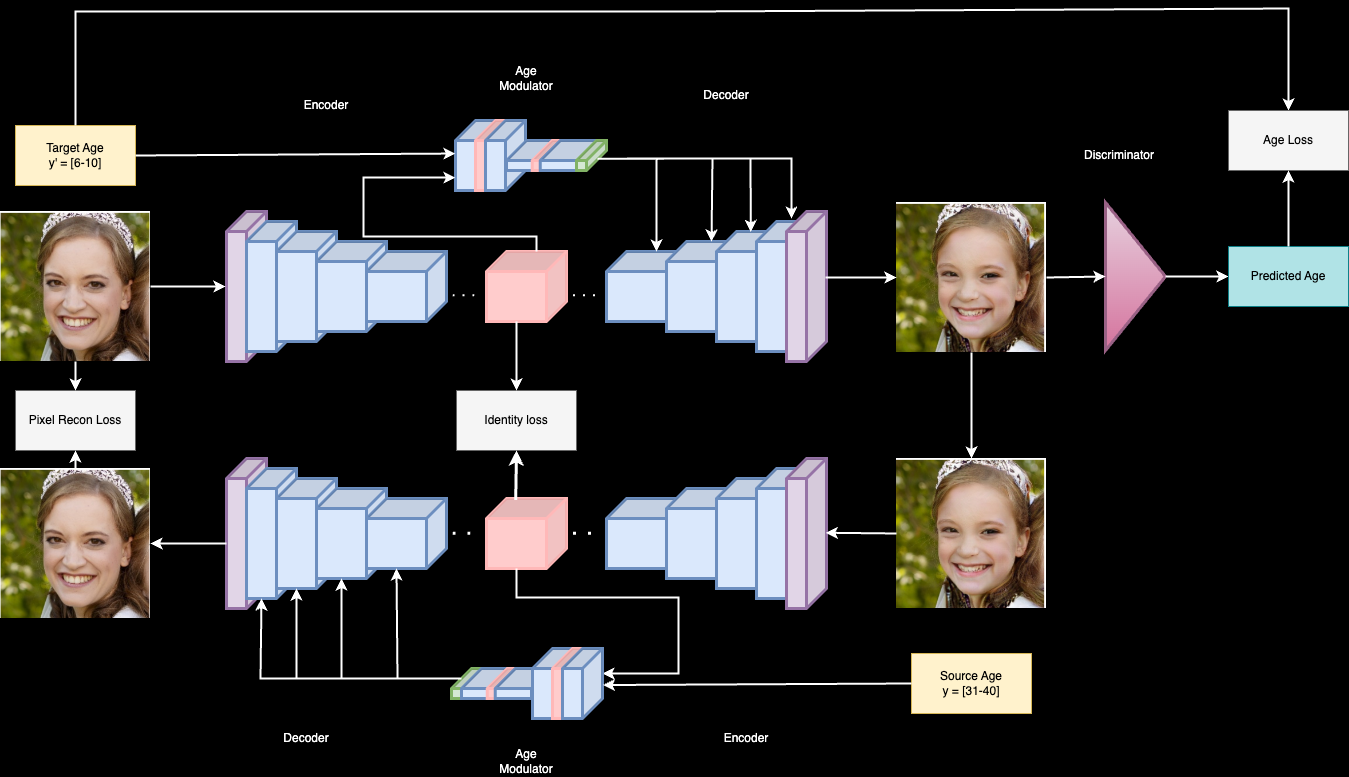 Age
Modulator
Decoder
Encoder
Target Age
y' = [6-10]
Age Loss
Discriminator
Predicted Age
Pixel Recon Loss
Identity loss
Source Age
y = [31-40]
Decoder
Encoder
Age
Modulator